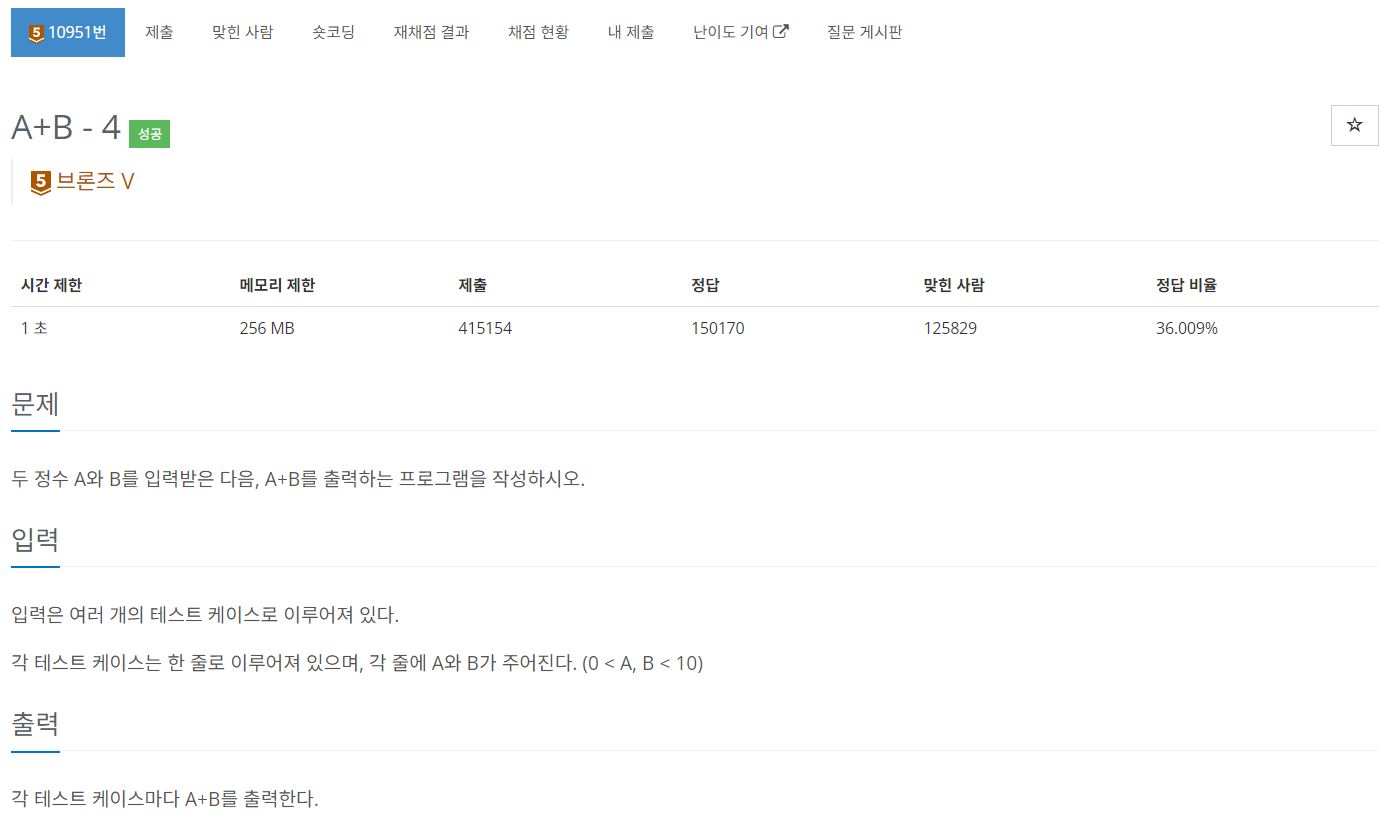 5 10951번 제출 맞힌 사람 숏코딩 재채점 결과 채점 현황 내 제출 난이도 기여 질문 게시판
A+B - 4 성공
5 브론즈 V
시간 제한 메모리 제한 제출 정답 맞힌 사람 정답 비율
1 초 256 MB 415154 150170 125829 36.009%
문제
두 정수 A와 B를 입력받은 다음, A+B를 출력하는 프로그램을 작성하시오.
입력
입력은 여러 개의 테스트 케이스로 이루어져 있다.
각 테스트 케이스는 한 줄로 이루어져 있으며, 각 줄에 A와 B가 주어진다. (0 < A, B < 10)
출력
각 테스트 케이스마다 A+B를 출력한다.